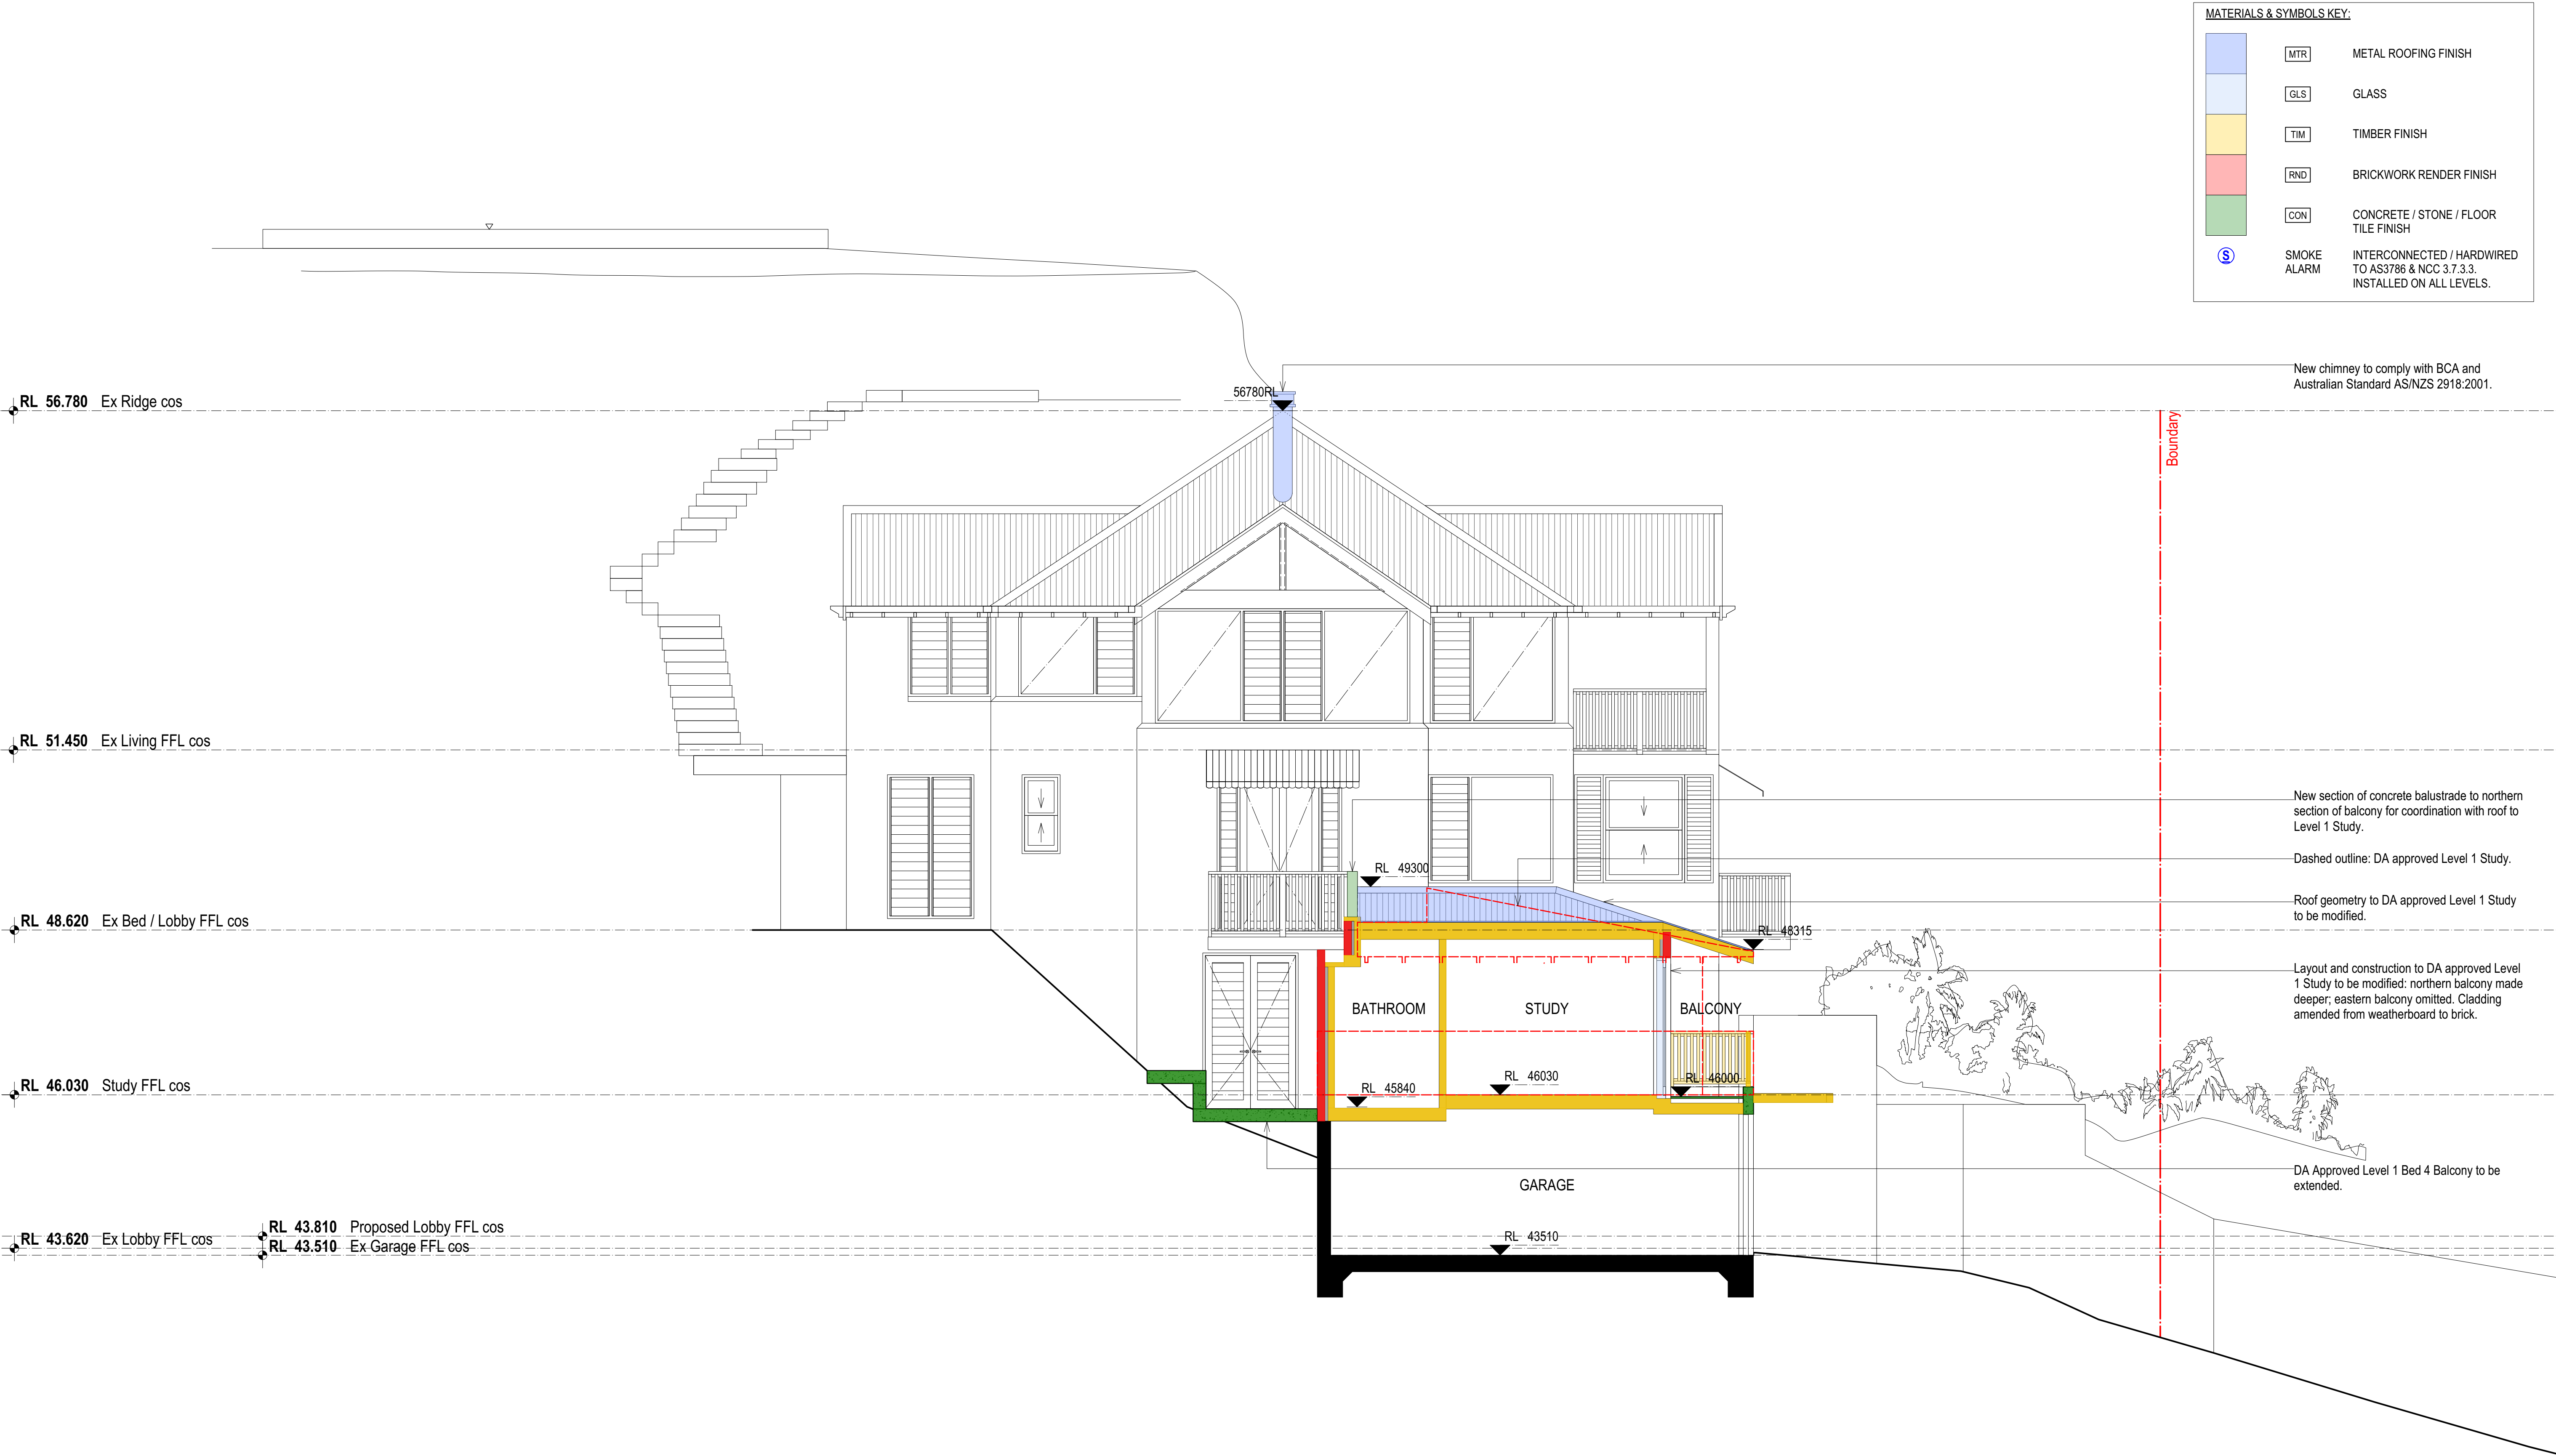 MATERIALS & SYMBOLS KEY:
MTR METAL ROOFING FINISH
GLS GLASS
TIM TIMBER FINISH
RND BRICKWORK RENDER FINISH
CON CONCRETE / STONE / FLOOR
TILE FINISH
S SMOKE INTERCONNECTED / HARDWIRED
ALARM TO AS3786 & NCC 3.7.3.3.
INSTALLED ON ALL LEVELS.
New chimney to comply with BCA and
Australian Standard AS/NZS 2918:2001.
RL 56.780 Ex Ridge cos
56780RL
Boundary
RL 51.450 Ex Living FFL cos
New section of concrete balustrade to northern
section of balcony for coordination with roof to
Level 1 Study.
Dashed outline: DA approved Level 1 Study.
RL 49300
Roof geometry to DA approved Level 1 Study
to be modified.
RL 48.620 Ex Bed / Lobby FFL cos
RL 48315
Layout and construction to DA approved Level
1 Study to be modified: northern balcony made
deeper; eastern balcony omitted. Cladding
amended from weatherboard to brick.
BATHROOM STUDY BALCONY
RL 46.030 Study FFL cos
RL 45840
RL 46030
RL 46000
DA Approved Level 1 Bed 4 Balcony to be
extended.
GARAGE
RL 43.810 Proposed Lobby FFL cos
RL 43.620 Ex Lobby FFL cos
RL 43.510 Ex Garage FFL cos
RL 43510